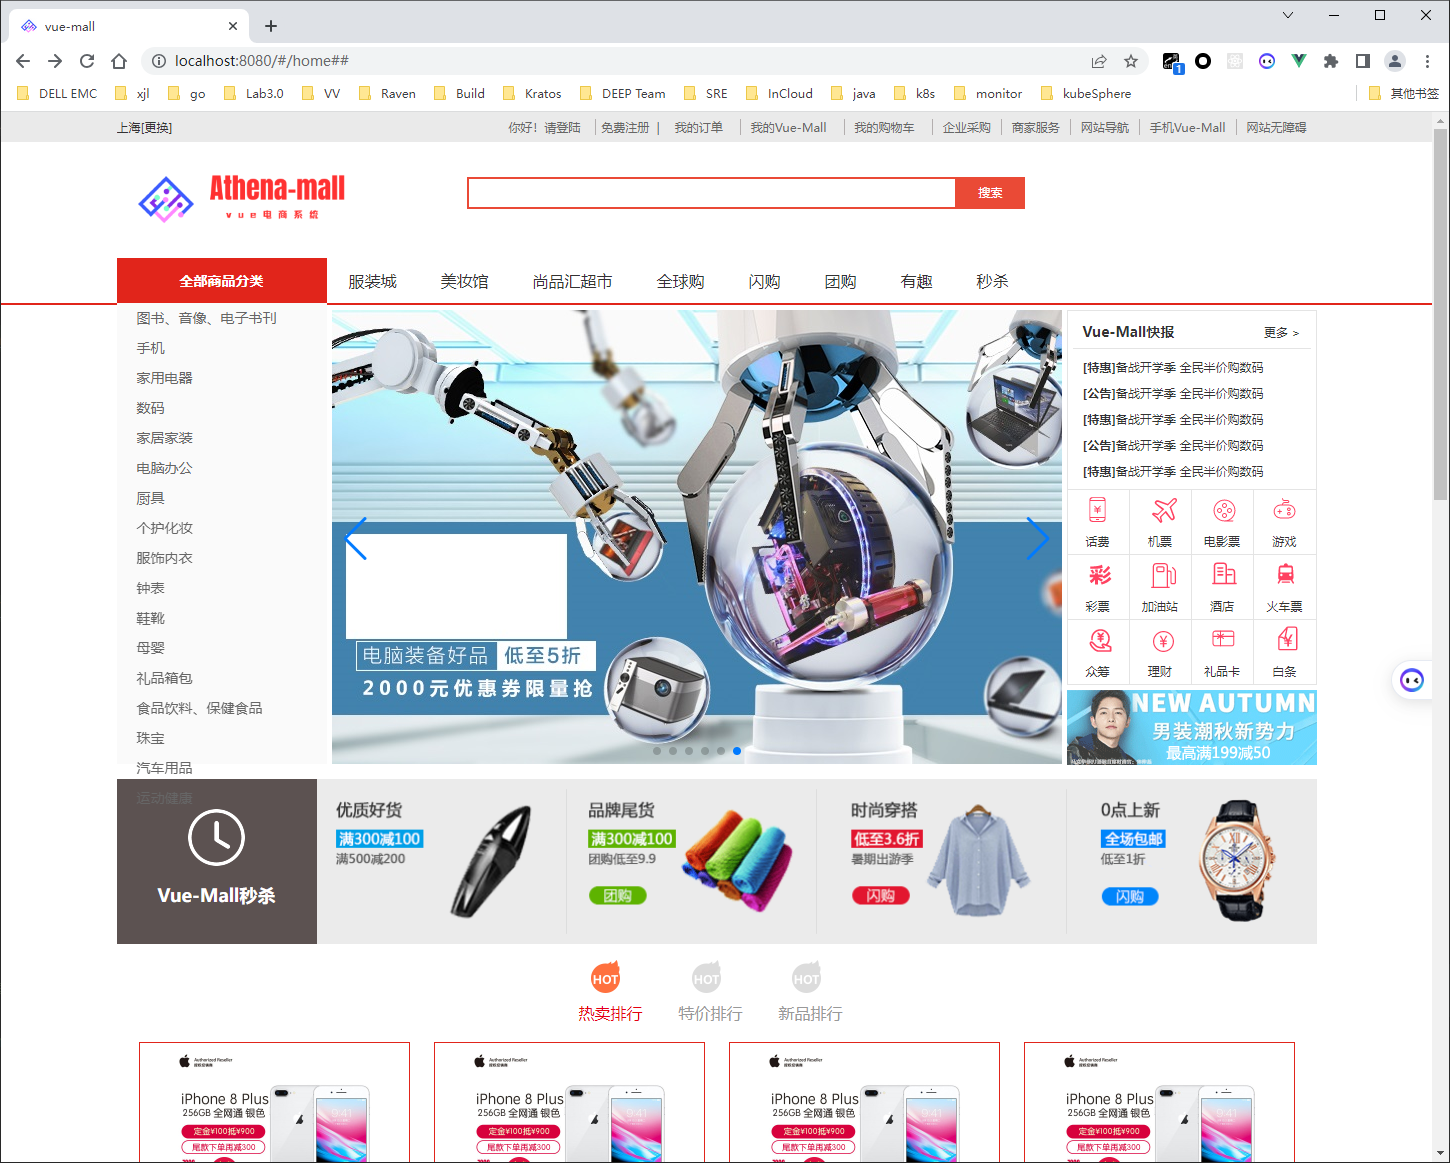 vue-mall
localhost:8080/#/home##
DELL EMC
xjl
go
Lab3.0
VV
Raven
Build
Kratos
DEEP Team
SRE
InCloud
java
k8s
monitor
kubeSphere
其他书签
上海[更换]
你好！请登陆
免费注册 |
我的订单
我的Vue-Mall
我的购物车
企业采购
商家服务
网站导航
手机Vue-Mall
网站无障碍
Athena-mall
vue电商系统
搜索
全部商品分类
服装城
美妆馆
尚品汇超市
全球购
闪购
团购
有趣
秒杀
图书、音像、电子书刊
手机
家用电器
数码
家居家装
电脑办公
厨具
个护化妆
服饰内衣
钟表
鞋靴
母婴
礼品箱包
食品饮料、保健食品
珠宝
汽车用品
运动健康
电脑装备好品 低至5折
2000元优惠券限量抢
Vue-Mall快报
更多 >
[特惠]备战开学季 全民半价购数码
[公告]备战开学季 全民半价购数码
[特惠]备战开学季 全民半价购数码
[公告]备战开学季 全民半价购数码
[特惠]备战开学季 全民半价购数码
话费
机票
电影票
游戏
彩
彩票
加油站
酒店
火车票
众筹
理财
礼品卡
白条
NEW AUTUMN
男装潮秋新势力
最高满199减50
Vue-Mall秒杀
优质好货
满300减100
满500减200
品牌尾货
满300减100
团购低至9.9
团购
时尚穿搭
低至3.6折
暑期出游季
闪购
0点上新
全场包邮
低至1折
闪购
HOT
热卖排行
HOT
特价排行
HOT
新品排行
Authorized Reseller
iPhone 8 Plus
256GB 全网通 银色
定金¥100抵¥900
尾款下单再减300
Authorized Reseller
iPhone 8 Plus
256GB 全网通 银色
定金¥100抵¥900
尾款下单再减300
Authorized Reseller
iPhone 8 Plus
256GB 全网通 银色
定金¥100抵¥900
尾款下单再减300
Authorized Reseller
iPhone 8 Plus
256GB 全网通 银色
定金¥100抵¥900
尾款下单再减300